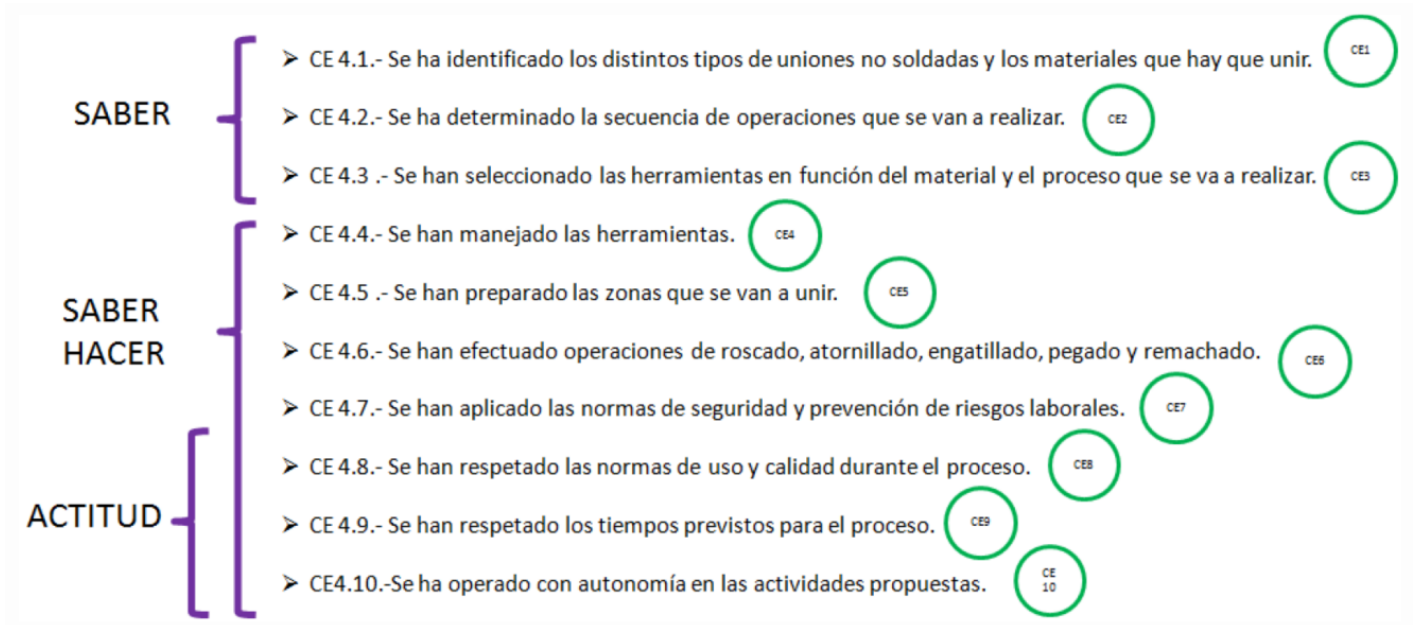 SABER
➢ CE 4.1.- Se ha identificado los distintos tipos de uniones no soldadas y los materiales que hay que unir. CE1
➢ CE 4.2.- Se ha determinado la secuencia de operaciones que se van a realizar. CE2
➢ CE 4.3 .- Se han seleccionado las herramientas en función del material y el proceso que se va a realizar. CE3
SABER
HACER
➢ CE 4.4.- Se han manejado las herramientas. CE4
➢ CE 4.5 .- Se han preparado las zonas que se van a unir. CE5
➢ CE 4.6.- Se han efectuado operaciones de roscado, atornillado, engatillado, pegado y remachado. CE6
➢ CE 4.7.- Se han aplicado las normas de seguridad y prevención de riesgos laborales. CE7
ACTITUD
➢ CE 4.8.- Se han respetado las normas de uso y calidad durante el proceso. CE8
➢ CE 4.9.- Se han respetado los tiempos previstos para el proceso. CE9
➢ CE4.10.-Se ha operado con autonomía en las actividades propuestas. CE
10